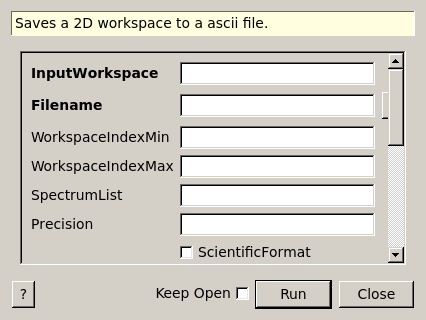 Saves a 2D workspace to a ascii file.
InputWorkspace
Filename
WorkspaceIndexMin
WorkspaceIndexMax
SpectrumList
Precision
ScientificFormat
? Keep Open Run Close